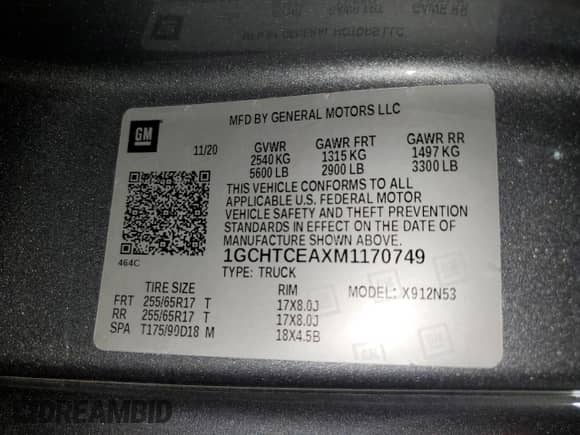 MFD BY GENERAL MOTORS LLC
GM
11/20
GVWR GAWR FRT GAWR RR
2540 KG 1315 KG 1497 KG
5600 LB 2900 LB 3300 LB
THIS VEHICLE CONFORMS TO ALL
APPLICABLE U.S. FEDERAL MOTOR
VEHICLE SAFETY AND THEFT PREVENTION
STANDARDS IN EFFECT ON THE DATE OF
MANUFACTURE SHOWN ABOVE.
464C
1GCHTCEAXM1170749
TYPE: TRUCK
TIRE SIZE RIM MODEL: X912N53
FRT 255/65R17 T 17X8.0J
RR 255/65R17 T 17X8.0J
SPA T175/90D18 M 18X4.5B
DREAMBID